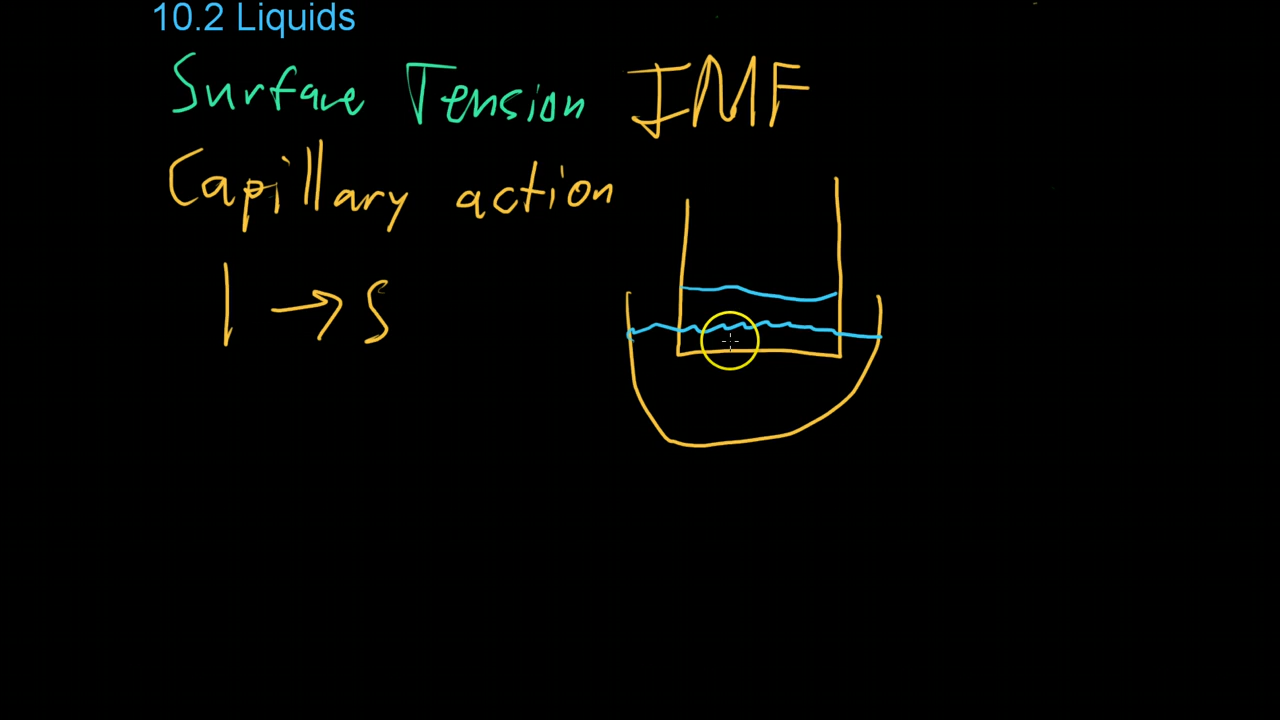 10.2 Liquids
Surface Tension IMF
Capillary action
l → s